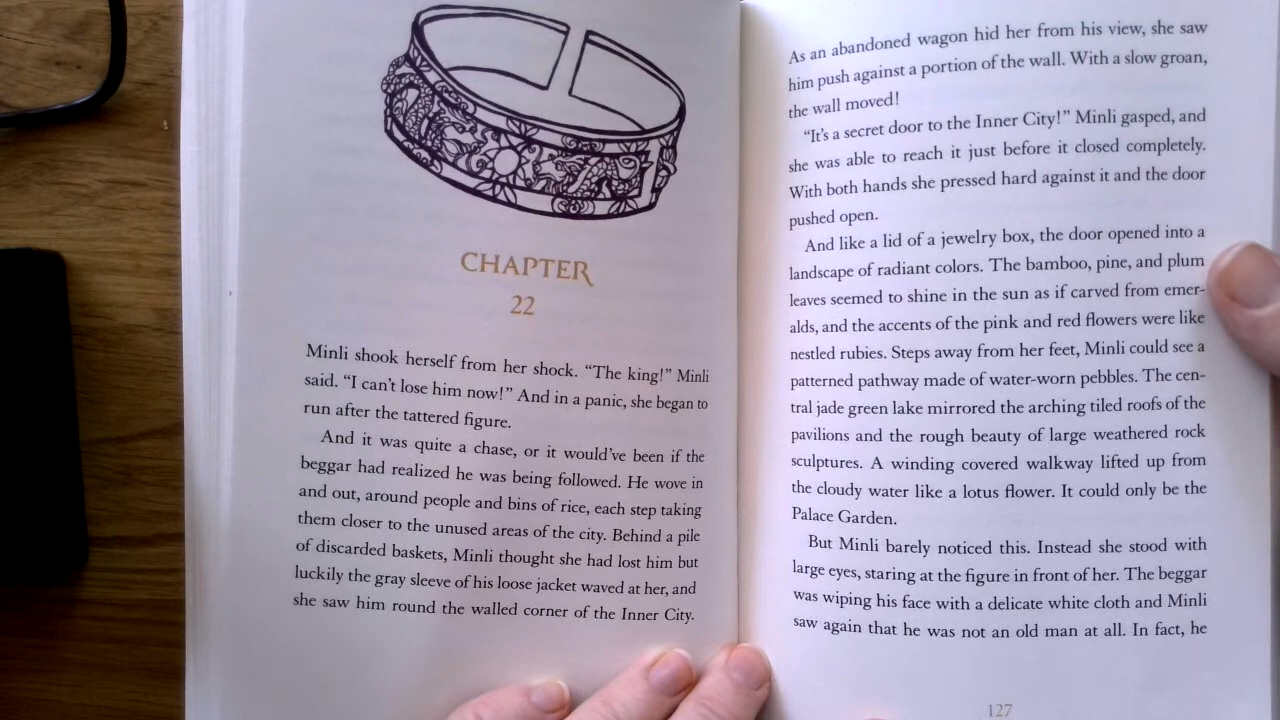 CHAPTER
22
Minli shook herself from her shock. “The king!” Minli
said. “I can’t lose him now!” And in a panic, she began to
run after the tattered figure.
And it was quite a chase, or it would’ve been if the
beggar had realized he was being followed. He wove in
and out, around people and bins of rice, each step taking
them closer to the unused areas of the city. Behind a pile
of discarded baskets, Minli thought she had lost him but
luckily the gray sleeve of his loose jacket waved at her, and
she saw him round the walled corner of the Inner City.
As an abandoned wagon hid her from his view, she saw
him push against a portion of the wall. With a slow groan,
the wall moved!
“It’s a secret door to the Inner City!” Minli gasped, and
she was able to reach it just before it closed completely.
With both hands she pressed hard against it and the door
pushed open.
And like a lid of a jewelry box, the door opened into a
landscape of radiant colors. The bamboo, pine, and plum
leaves seemed to shine in the sun as if carved from emer-
alds, and the accents of the pink and red flowers were like
nestled rubies. Steps away from her feet, Minli could see a
patterned pathway made of water-worn pebbles. The cen-
tral jade green lake mirrored the arching tiled roofs of the
pavilions and the rough beauty of large weathered rock
sculptures. A winding covered walkway lifted up from
the cloudy water like a lotus flower. It could only be the
Palace Garden.
But Minli barely noticed this. Instead she stood with
large eyes, staring at the figure in front of her. The beggar
was wiping his face with a delicate white cloth and Minli
saw again that he was not an old man at all. In fact, he
127